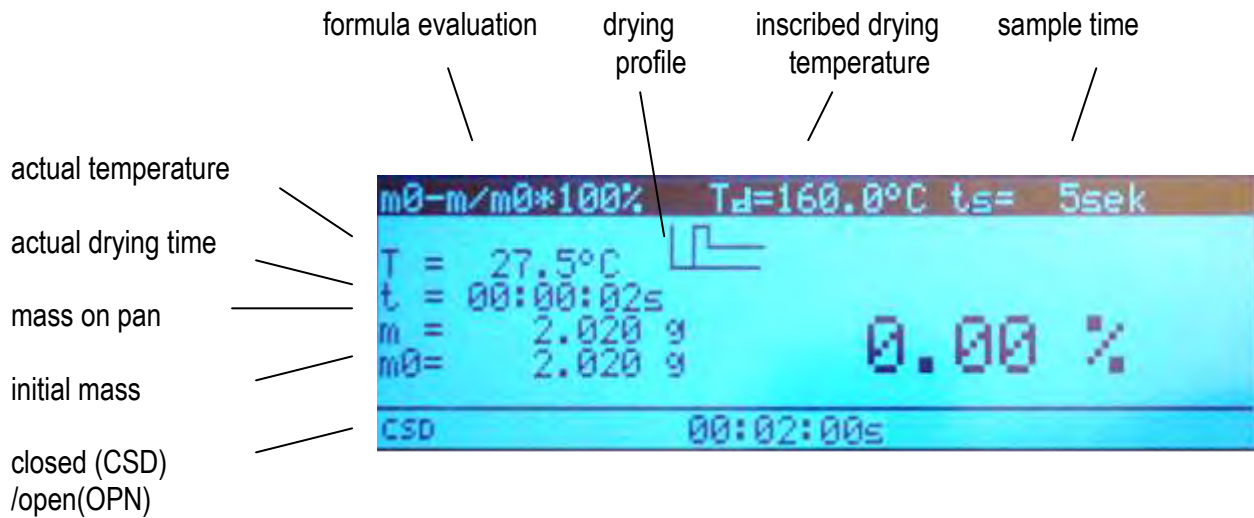 formula evaluation
drying profile
inscribed drying temperature
sample time
actual temperature
actual drying time
mass on pan
initial mass
closed (CSD)
/open(OPN)
m0-m/m0*100% Td=160.0°C ts= 5sek
T = 27.5°C
t = 00:00:02s
m = 2.020 g
m0= 2.020 g
0.00 %
CSD 00:02:00s